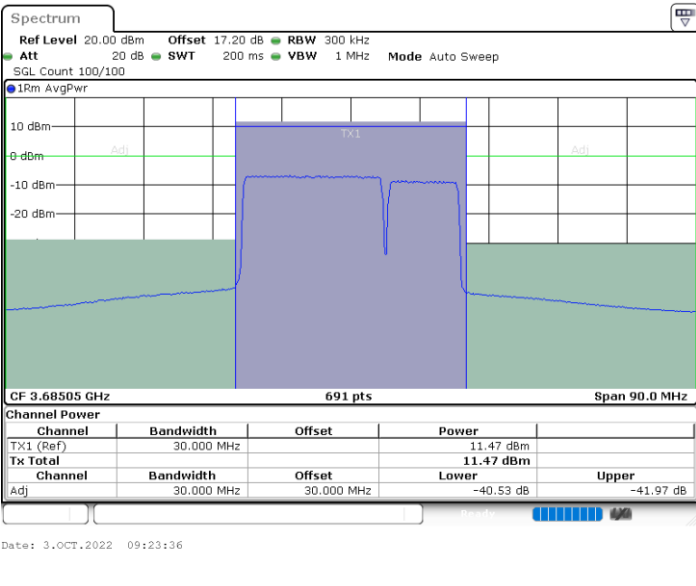 Spectrum
Ref Level 20.00 dBm Offset 17.20 dB RBW 300 kHz
Att 20 dB SWT 200 ms VBW 1 MHz Mode Auto Sweep
SGL Count 100/100
1Rm AvgPwr
10 dBm
TX1
Adj Adj
0 dBm
-10 dBm
-20 dBm
CF 3.68505 GHz 691 pts Span 90.0 MHz
Channel Power
Channel Bandwidth Offset Power
TX1 (Ref) 30.000 MHz 11.47 dBm
Tx Total 11.47 dBm
Channel Bandwidth Offset Lower Upper
Adj 30.000 MHz 30.000 MHz -40.53 dB -41.97 dB
Ready
Date: 3.OCT.2022 09:23:36